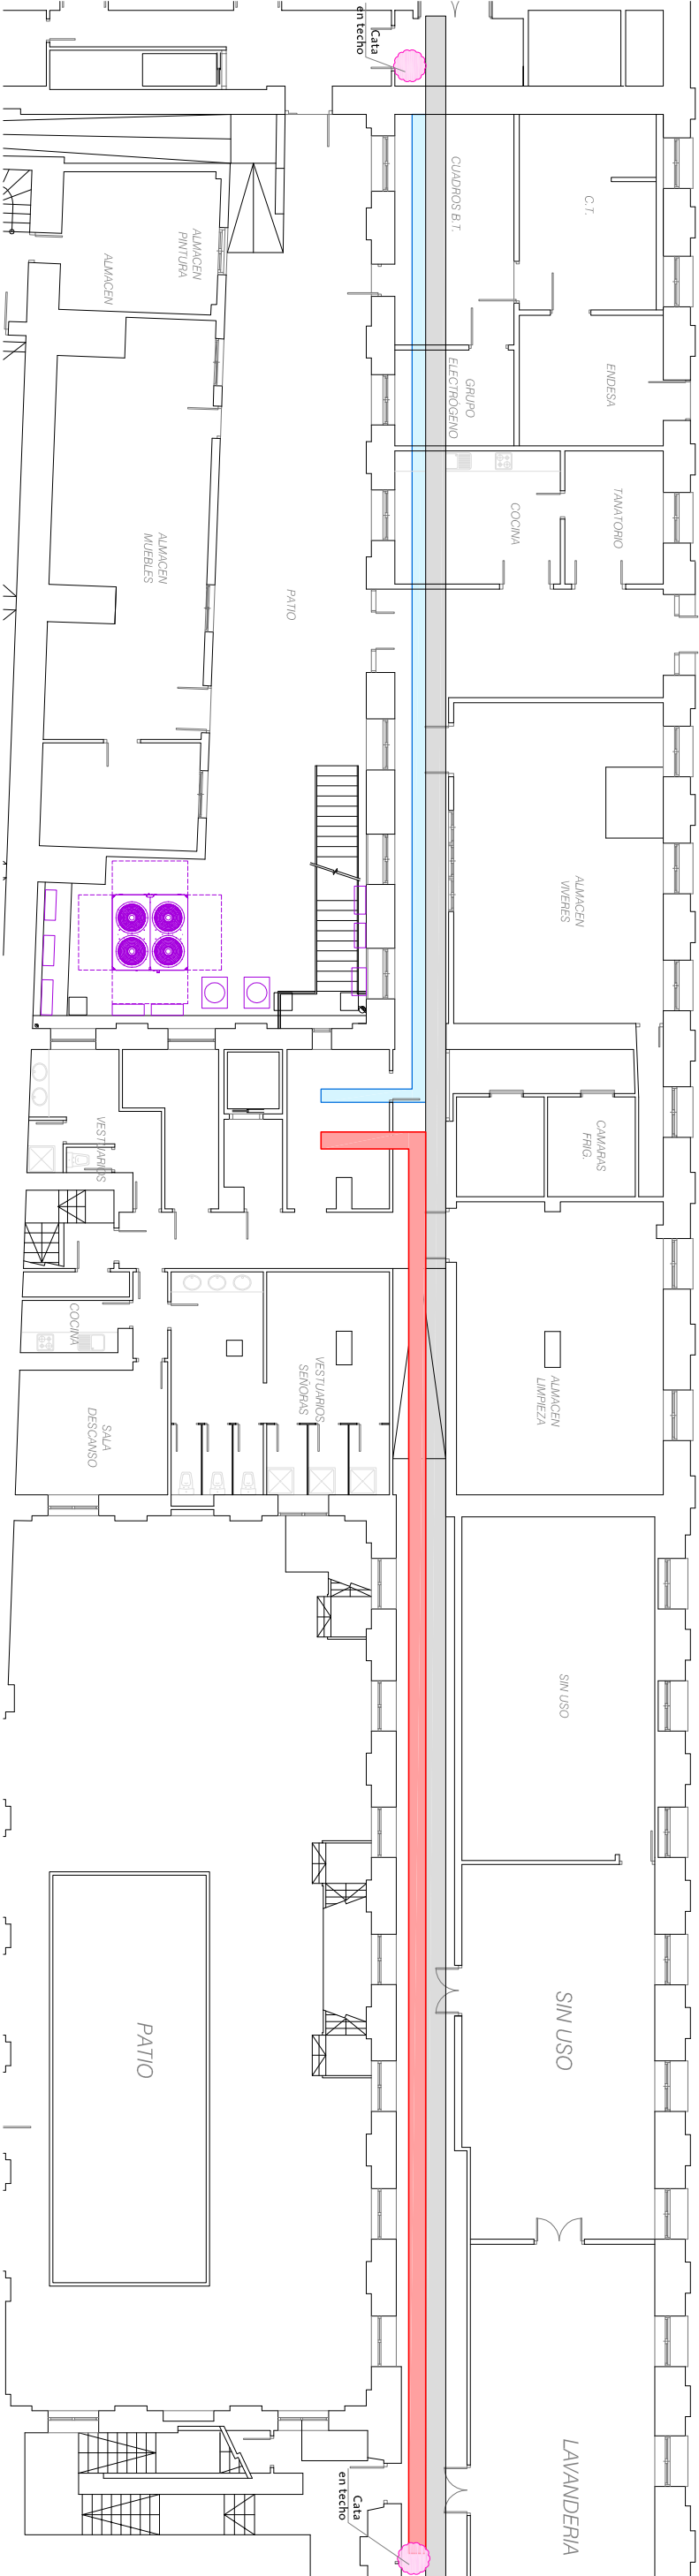 Cata
en techo
CUADROS B.T.
C.T.
ALMACEN
PINTURA
ALMACEN
GRUPO
ELECTRÓGENO
ENDESA
COCINA
TANATORIO
ALMACEN
MUEBLES
PATIO
ALMACEN
VIVERES
VESTUARIOS
CAMARAS
FRIG.
COCINA
VESTUARIOS
SEÑORAS
ALMACEN
LIMPIEZA
SALA
DESCANSO
SIN USO
SIN USO
PATIO
LAVANDERIA
Cata
en techo